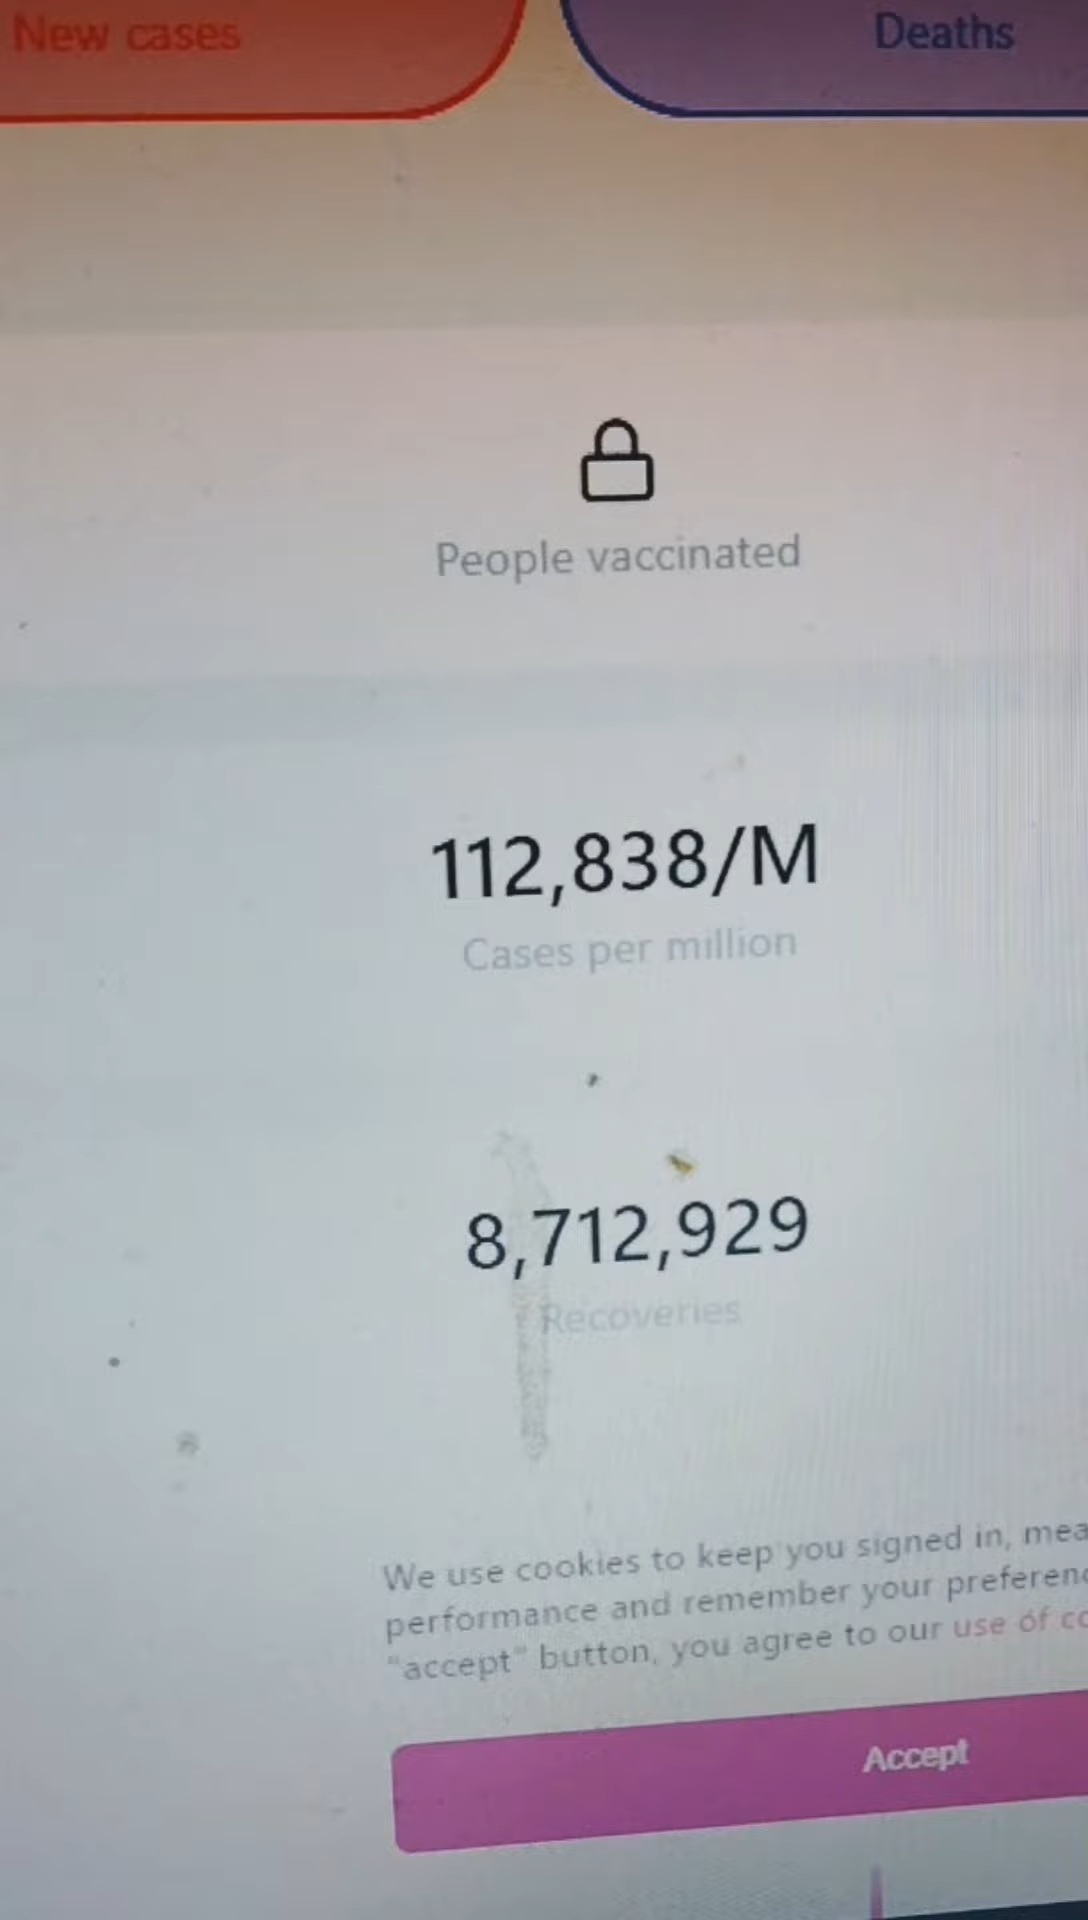 New cases
Deaths
People vaccinated
112,838/M
Cases per million
8,712,929
Recoveries
We use cookies to keep you signed in,
performance and remember your
"accept" button, you agree to our use of
Accept